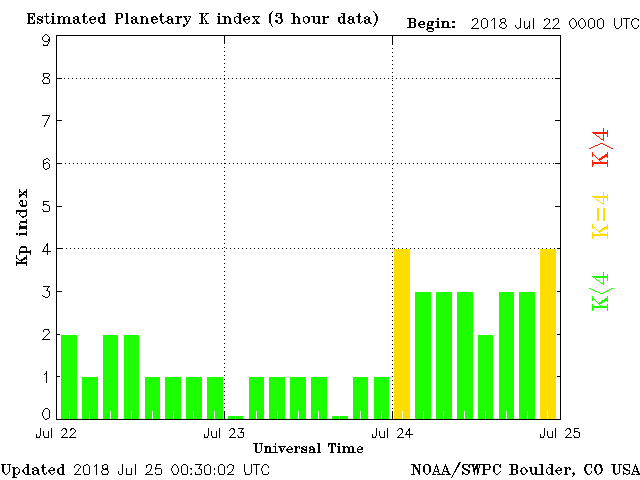 Estimated Planetary K index (3 hour data) Begin: 2018 Jul 22 0000 UTC
9
8
7
6
5
4
3
2
1
0
Kp index
K>4
K=4
K<4
Jul 22 Jul 23 Jul 24 Jul 25
Universal Time
Updated 2018 Jul 25 00:30:02 UTC NOAA/SWPC Boulder, CO USA